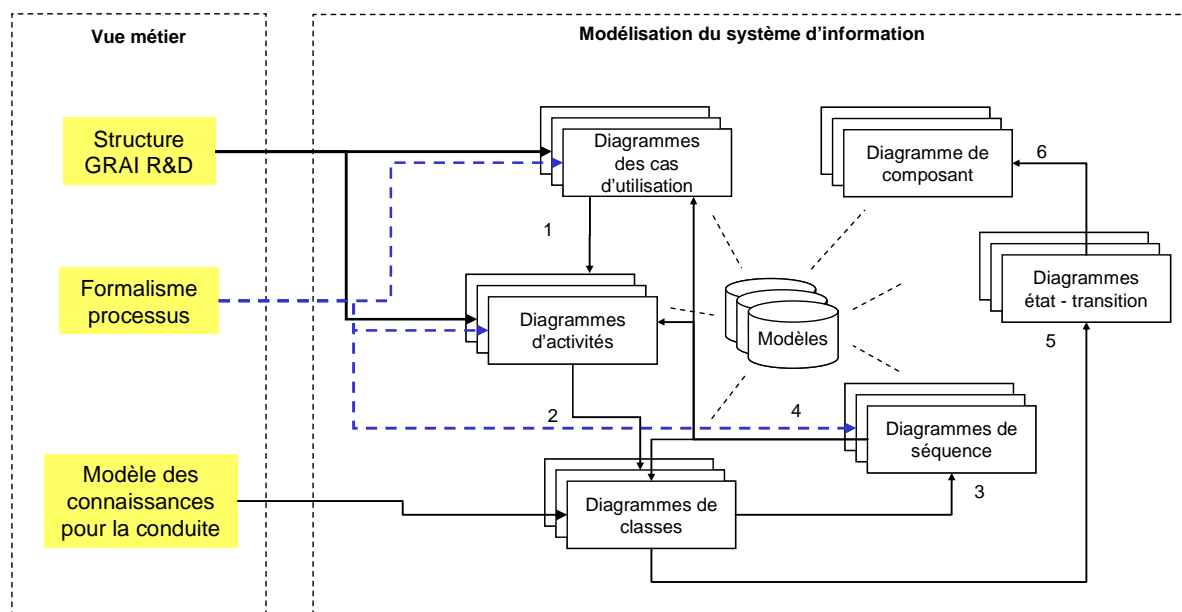 Vue métier
Modélisation du système d'information
Structure
GRAI R&D
Diagrammes
des cas
d'utilisation
Diagramme de
composant
6
1
Formalisme
processus
Diagrammes
d'activités
Modèles
Diagrammes
état - transition
5
2
4
Diagrammes de
séquence
3
Modèle des
connaissances
pour la conduite
Diagrammes de
classes